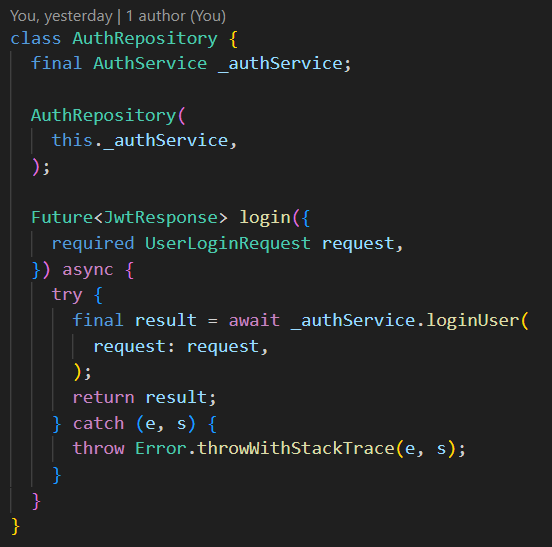 You, yesterday | 1 author (You)
class AuthRepository {
  final AuthService _authService;

  AuthRepository(
    this._authService,
  );

  Future<JwtResponse> login({
    required UserLoginRequest request,
  }) async {
    try {
      final result = await _authService.loginUser(
        request: request,
      );
      return result;
    } catch (e, s) {
      throw Error.throwWithStackTrace(e, s);
    }
  }
}